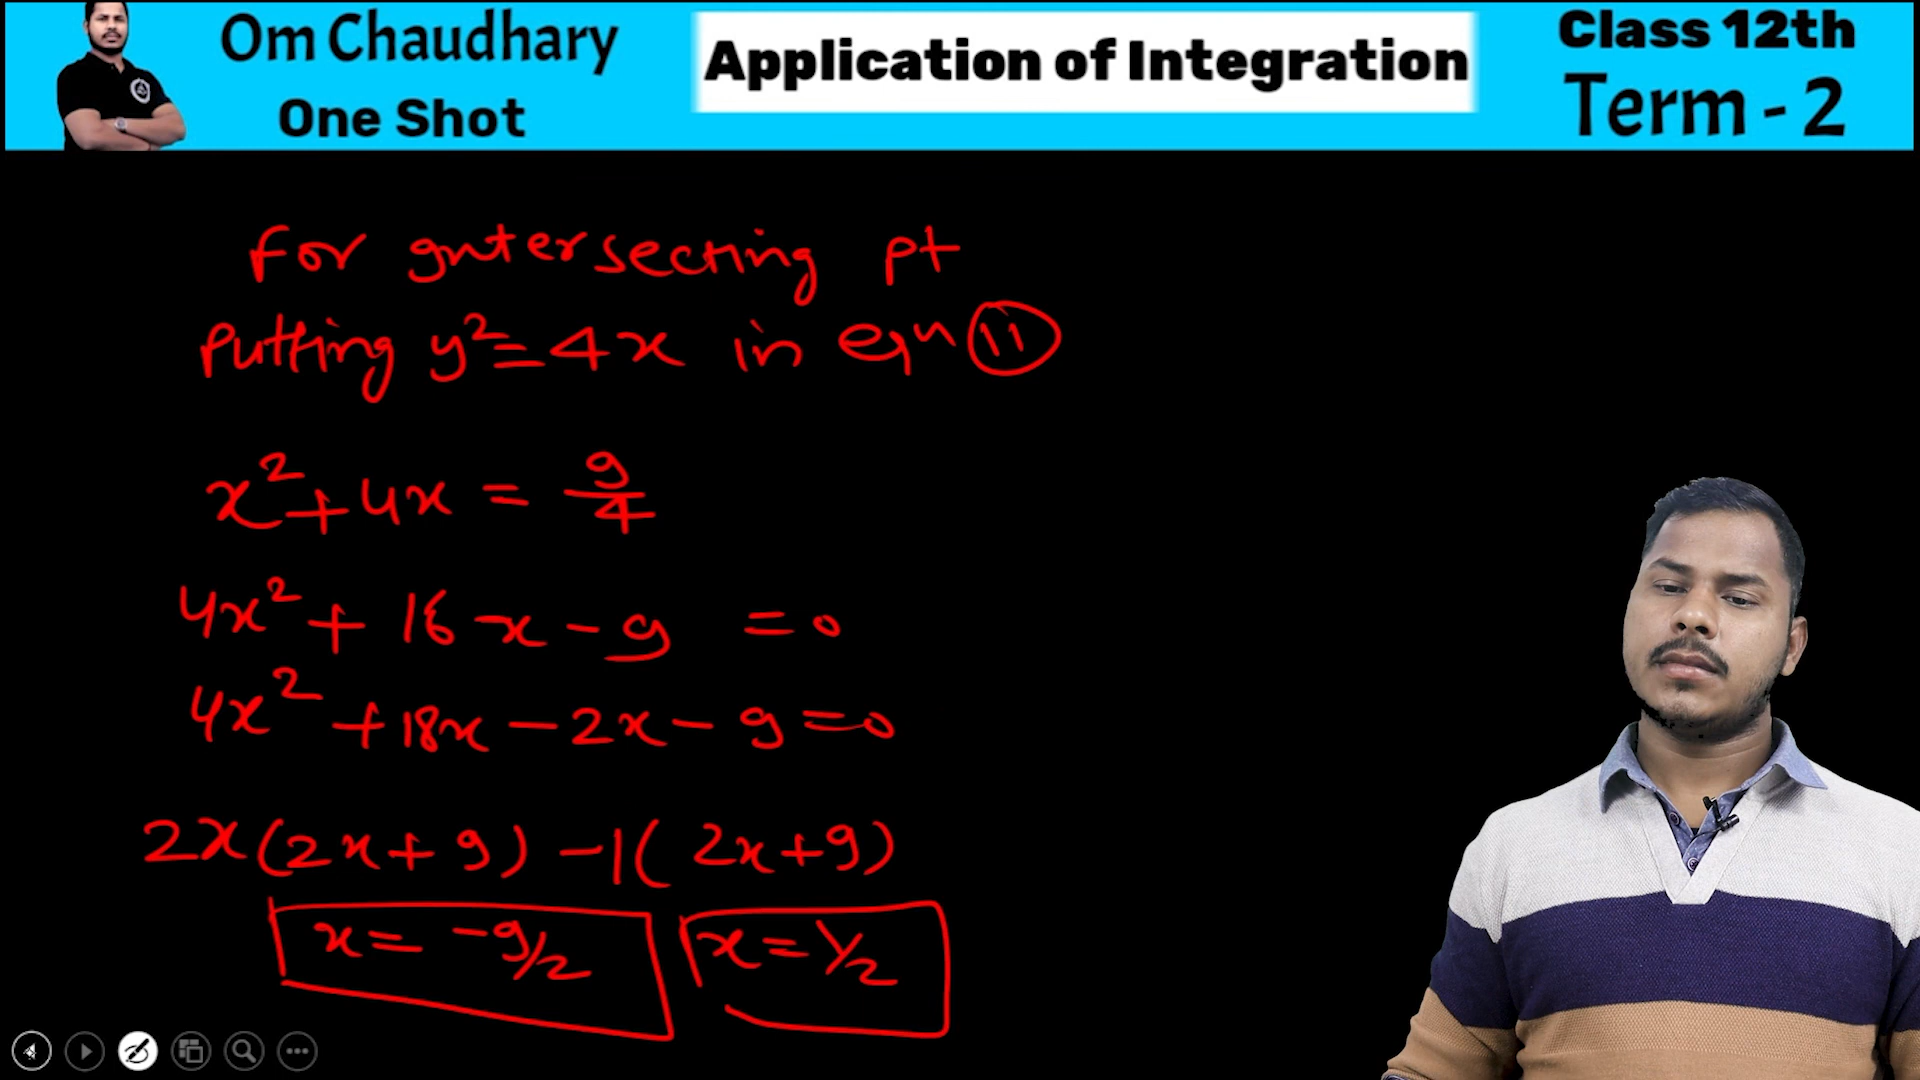 Om Chaudhary
One Shot
Application of Integration
Class 12th
Term - 2
For intersecting pt
Putting y²=4x in eqn (11)
x²+4x = 9/4
4x²+16x-9 =0
4x²+18x-2x-9=0
2x(2x+9)-1(2x+9)
x=-9/2 x=1/2